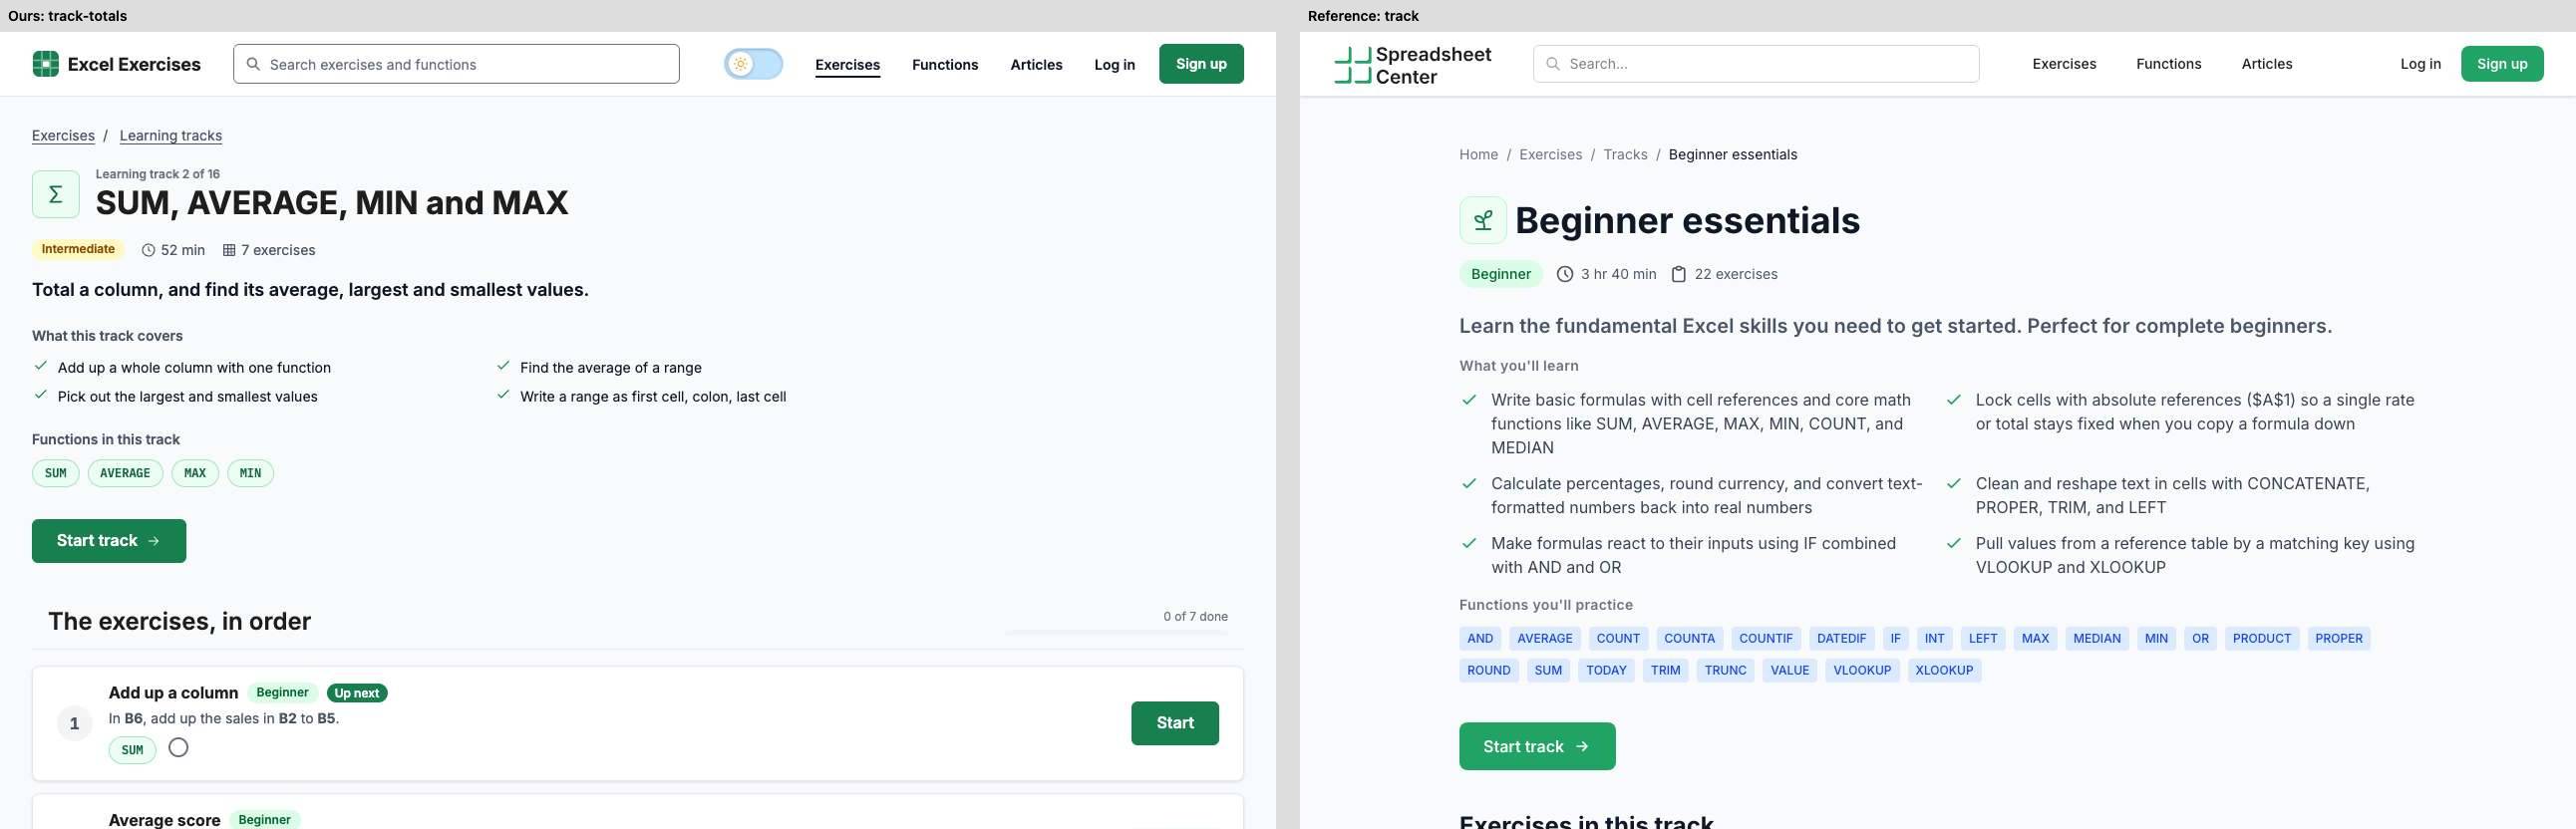 Ours: track-totals
Excel Exercises
Search exercises and functions
Exercises
Functions
Articles
Log in
Sign up
Exercises / Learning tracks
Learning track 2 of 16
SUM, AVERAGE, MIN and MAX
Intermediate
52 min
7 exercises
Total a column, and find its average, largest and smallest values.
What this track covers
Add up a whole column with one function
Find the average of a range
Pick out the largest and smallest values
Write a range as first cell, colon, last cell
Functions in this track
SUM
AVERAGE
MAX
MIN
Start track →
The exercises, in order
0 of 7 done
1
Add up a column
Beginner
Up next
In B6, add up the sales in B2 to B5.
SUM
Start
Average score
Beginner
Reference: track
Spreadsheet
Center
Search...
Exercises
Functions
Articles
Log in
Sign up
Home / Exercises / Tracks / Beginner essentials
Beginner essentials
Beginner
3 hr 40 min
22 exercises
Learn the fundamental Excel skills you need to get started. Perfect for complete beginners.
What you'll learn
Write basic formulas with cell references and core math
functions like SUM, AVERAGE, MAX, MIN, COUNT, and
MEDIAN
Lock cells with absolute references ($A$1) so a single rate
or total stays fixed when you copy a formula down
Calculate percentages, round currency, and convert text-
formatted numbers back into real numbers
Clean and reshape text in cells with CONCATENATE,
PROPER, TRIM, and LEFT
Make formulas react to their inputs using IF combined
with AND and OR
Pull values from a reference table by a matching key using
VLOOKUP and XLOOKUP
Functions you'll practice
AND AVERAGE COUNT COUNTA COUNTIF DATEDIF IF INT LEFT MAX MEDIAN MIN OR PRODUCT PROPER
ROUND SUM TODAY TRIM TRUNC VALUE VLOOKUP XLOOKUP
Start track →
Exercises in this track